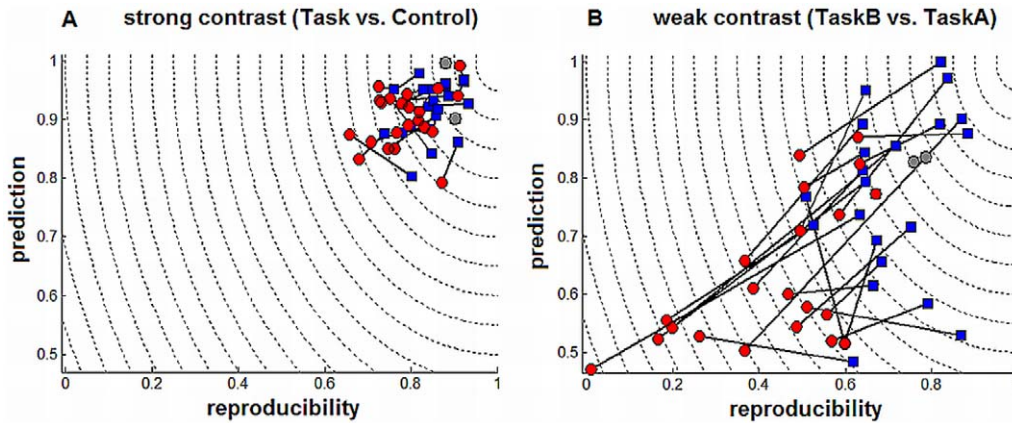 A strong contrast (Task vs. Control)
prediction
1
0.9
0.8
0.7
0.6
0.5
0 0.2 0.4 0.6 0.8 1
reproducibility
B weak contrast (TaskB vs. TaskA)
prediction
1
0.9
0.8
0.7
0.6
0.5
0 0.2 0.4 0.6 0.8
reproducibility